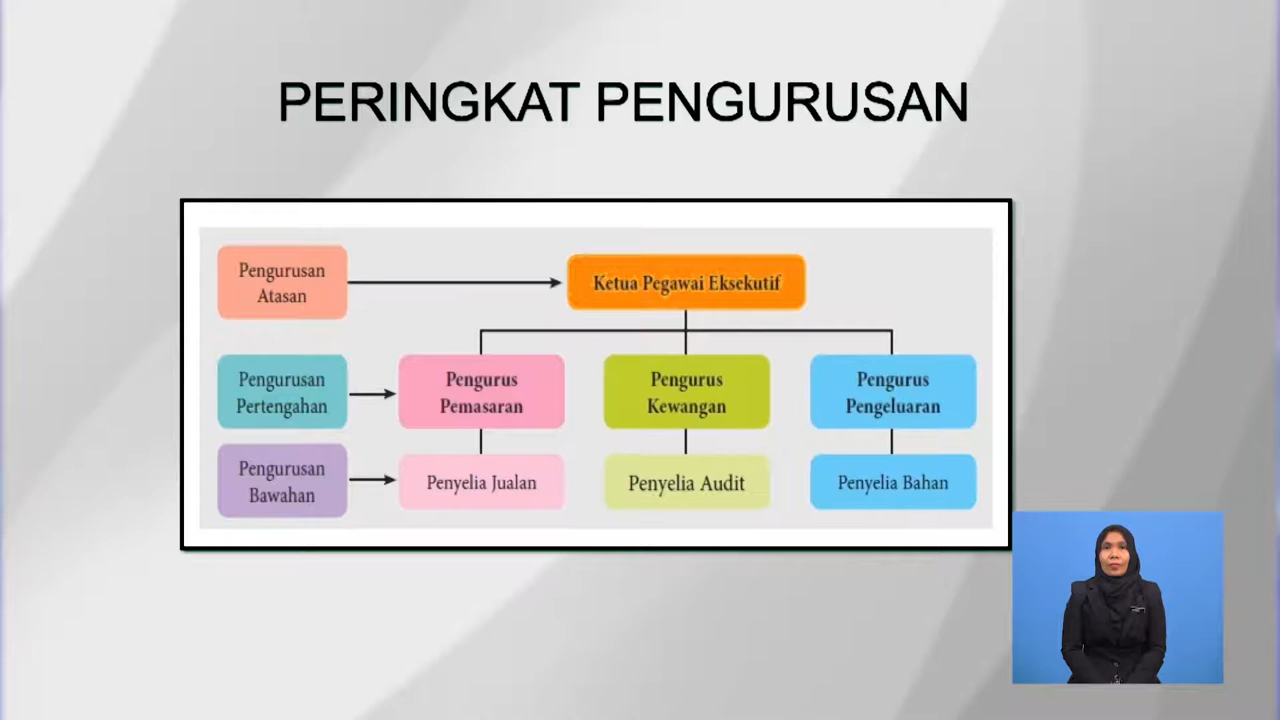 PERINGKAT PENGURUSAN
Pengurusan
Atasan
Ketua Pegawai Eksekutif
Pengurusan
Pertengahan
Pengurus
Pemasaran
Pengurus
Kewangan
Pengurus
Pengeluaran
Pengurusan
Bawahan
Penyelia Jualan
Penyelia Audit
Penyelia Bahan